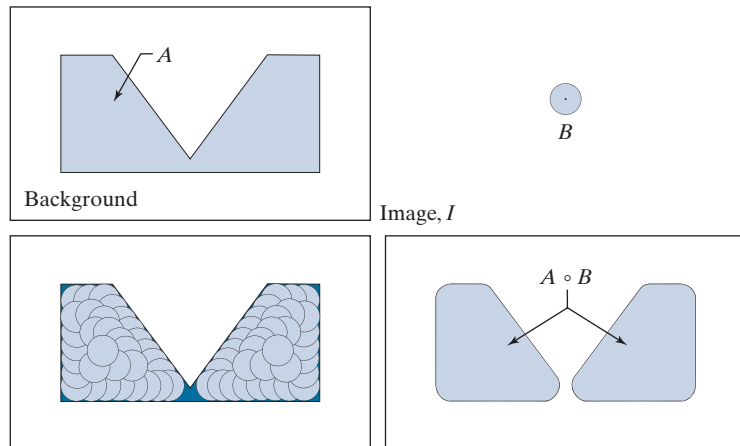 A
B
Background
Image, I
A ∘ B